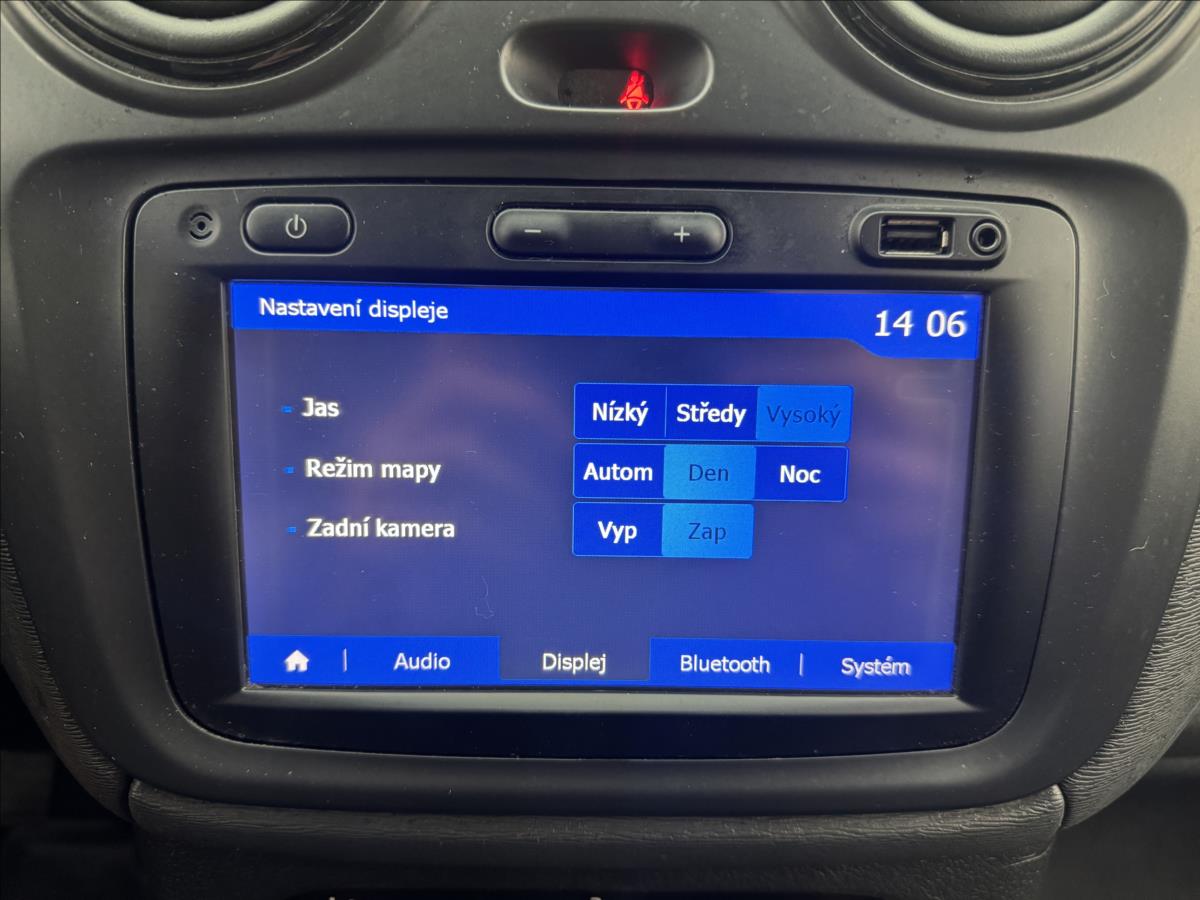 Nastavení displeje
14 06
Jas
Nízký Středy Vysoký
Režim mapy
Autom Den Noc
Zadní kamera
Vyp Zap
Audio Displej Bluetooth Systém